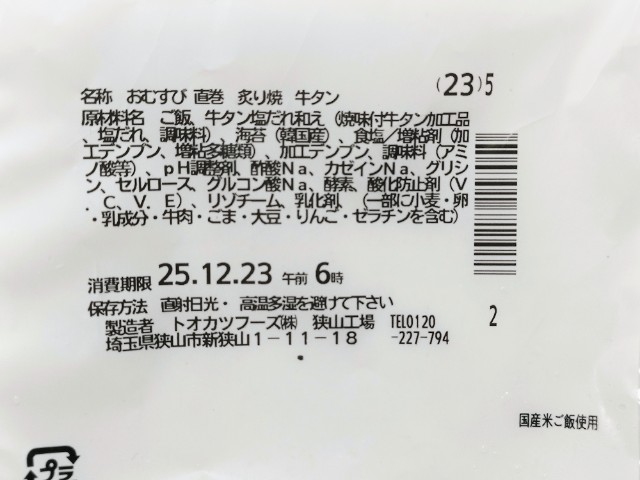 (23)5
名称 おむすび 直巻 炙り焼 牛タン
原材料名 ご飯、牛タン塩だれ和え（焼味付牛タン加工品
、塩だれ、調味料）、海苔（韓国産）、食塩／増粘剤（加
工デンプン、増粘多糖類）、加工デンプン、調味料（アミ
ノ酸等）、ｐＨ調整剤、酢酸Ｎａ、カゼインＮａ、グリシ
ン、セルロース、グルコン酸Ｎａ、酵素、酸化防止剤（Ｖ
．Ｃ、Ｖ．Ｅ）、リゾチーム、乳化剤、（一部に小麦・卵
・乳成分・牛肉・ごま・大豆・りんご・ゼラチンを含む）
消費期限 25.12.23 午前 6時
保存方法 直射日光・高温多湿を避けて下さい
製造者 トオカツフーズ㈱ 狭山工場 TEL0120
埼玉県狭山市新狭山１－１１－１８ -227-794
2
国産米ご飯使用
プラ